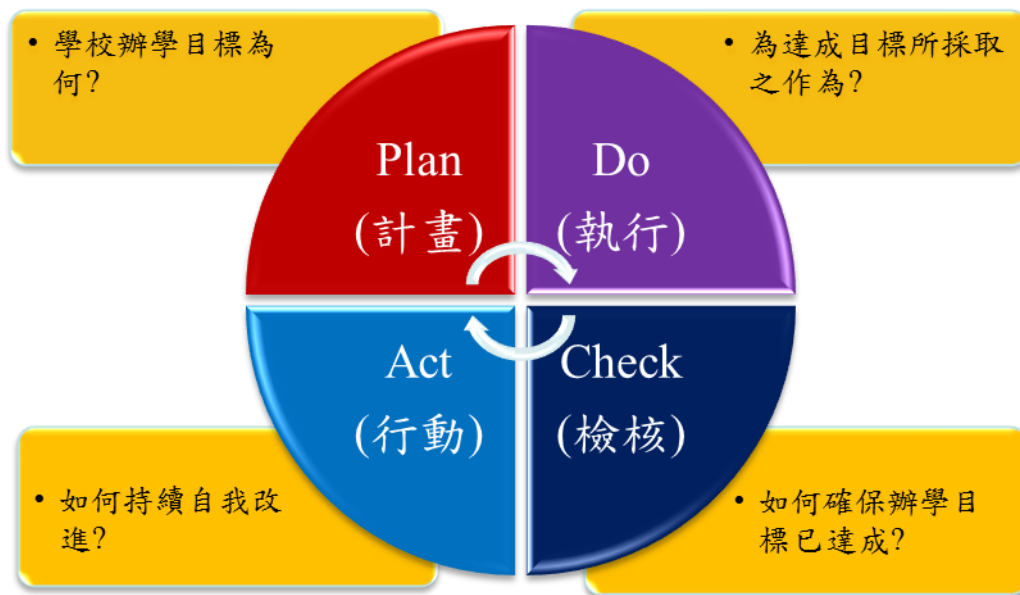 • 學校辦學目標為
何?
• 為達成目標所採取
之作為?
Plan
(計畫)
Do
(執行)
Act
(行動)
Check
(檢核)
• 如何持續自我改
進?
• 如何確保辦學目
標已達成?